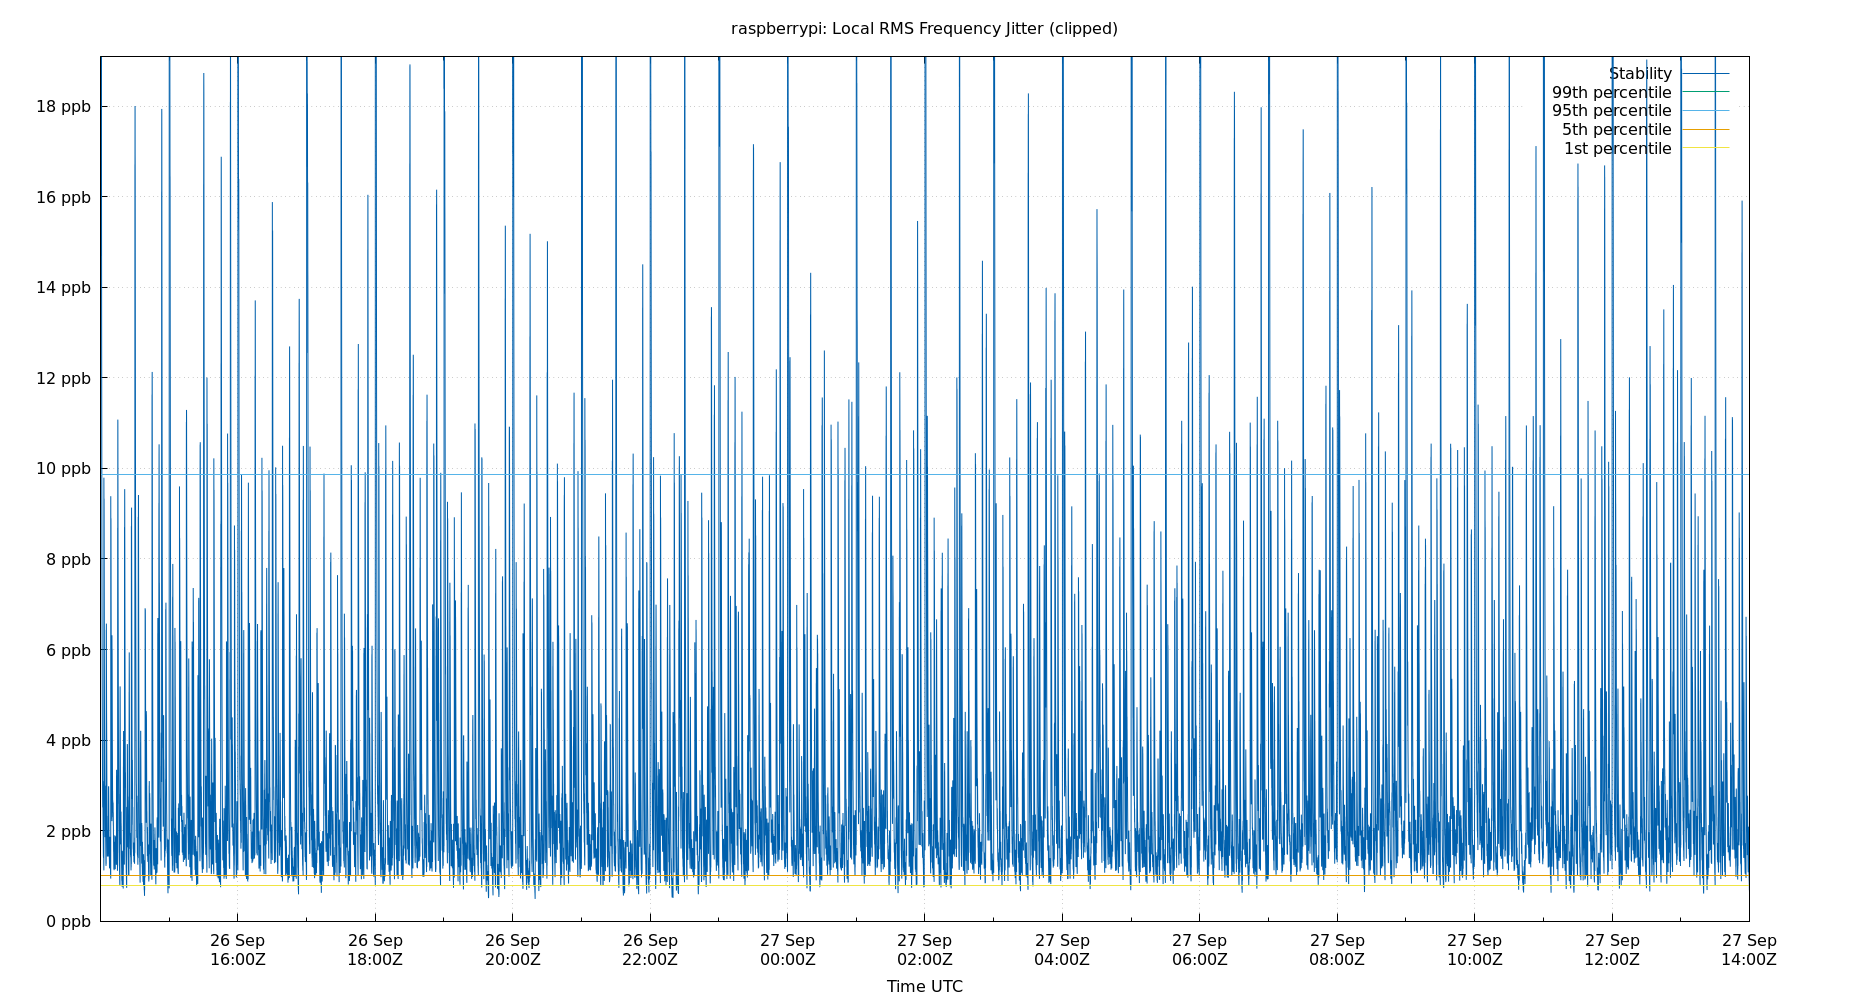 raspberrypi: Local RMS Frequency Jitter (clipped)
Stability
99th percentile
95th percentile
5th percentile
1st percentile
18 ppb
16 ppb
14 ppb
12 ppb
10 ppb
8 ppb
6 ppb
4 ppb
2 ppb
0 ppb
26 Sep 26 Sep 26 Sep 26 Sep 27 Sep 27 Sep 27 Sep 27 Sep 27 Sep 27 Sep 27 Sep 27 Sep
16:00Z 18:00Z 20:00Z 22:00Z 00:00Z 02:00Z 04:00Z 06:00Z 08:00Z 10:00Z 12:00Z 14:00Z
Time UTC